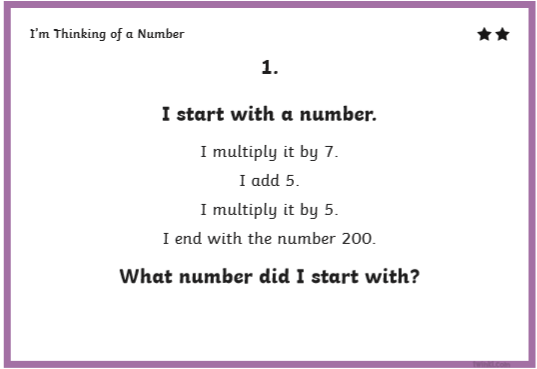 I'm Thinking of a Number
1.
I start with a number.
I multiply it by 7.
I add 5.
I multiply it by 5.
I end with the number 200.
What number did I start with?